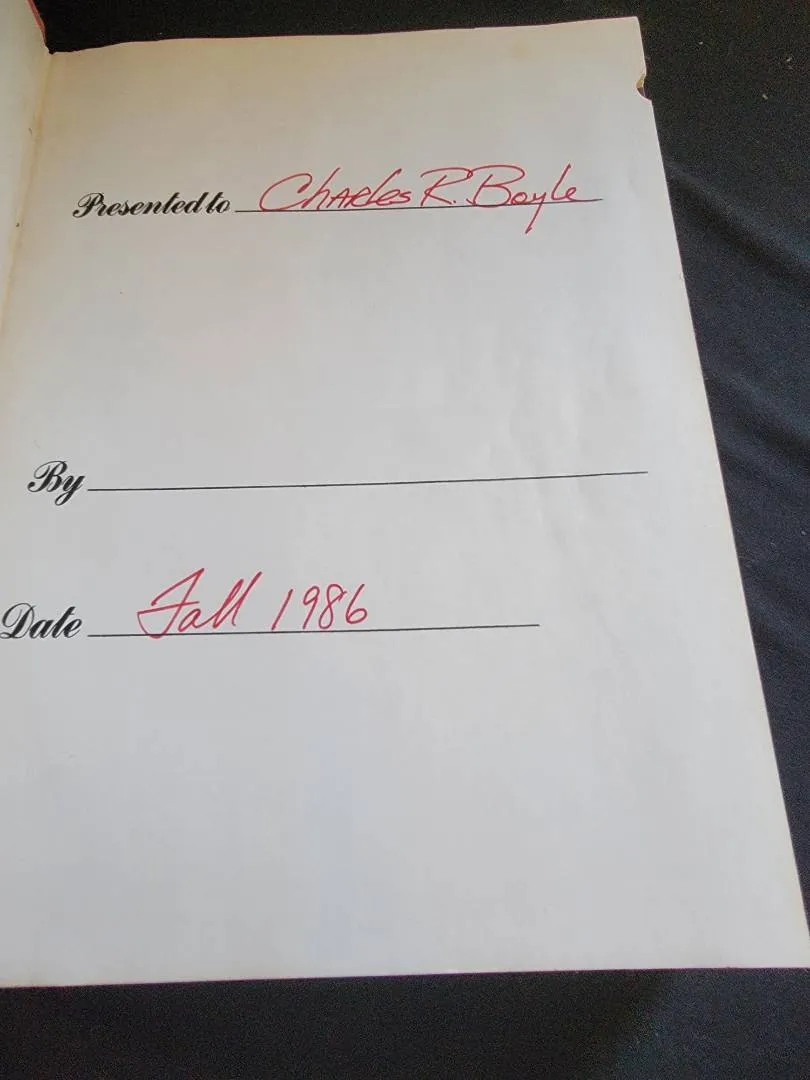 Presented to Charles R. Boyle
By
Date Fall 1986